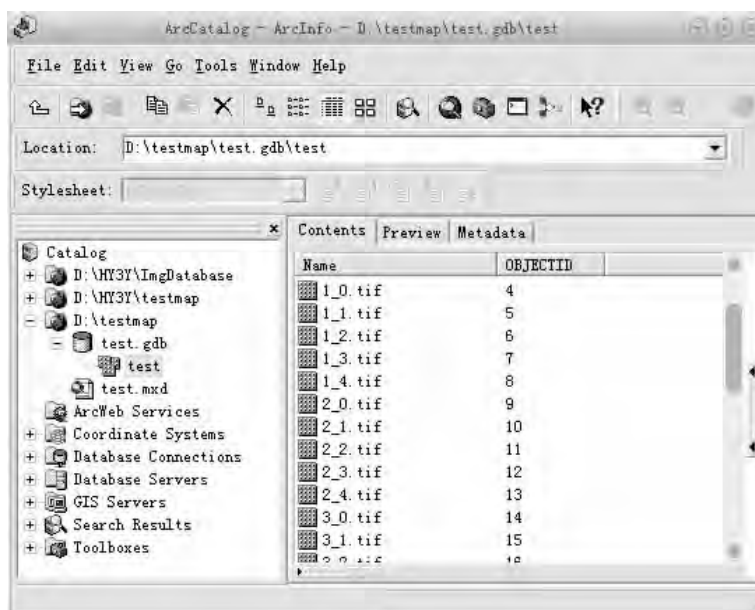 ArcCatalog - ArcInfo - D:\testmap\test.gdb\test
File Edit View Go Tools Window Help
Location: D:\testmap\test.gdb\test
Stylesheet:
Catalog
D:\HY3Y\ImgDatabase
D:\HY3Y\testmap
D:\testmap
test.gdb
test
test.mxd
ArcWeb Services
Coordinate Systems
Database Connections
Database Servers
GIS Servers
Search Results
Toolboxes
Contents Preview Metadata
Name OBJECTID
1_0.tif 4
1_1.tif 5
1_2.tif 6
1_3.tif 7
1_4.tif 8
2_0.tif 9
2_1.tif 10
2_2.tif 11
2_3.tif 12
2_4.tif 13
3_0.tif 14
3_1.tif 15